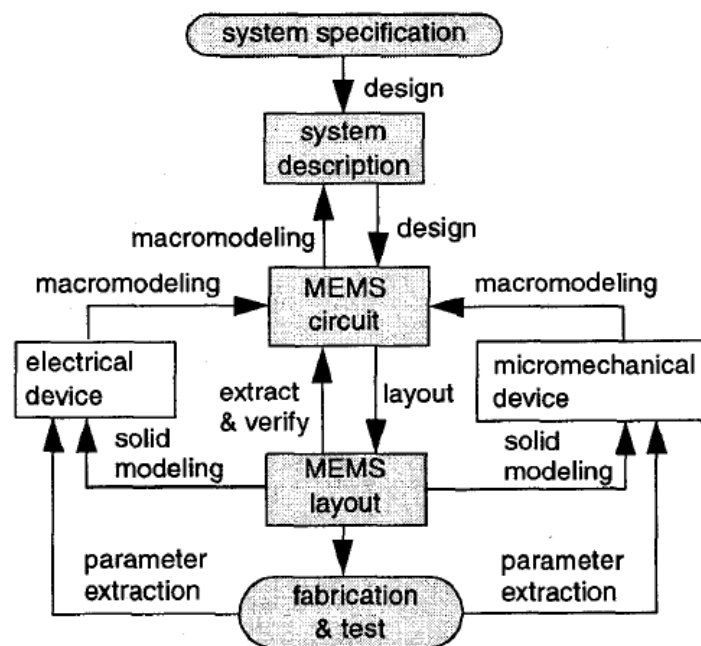 system specification
design
system
description
macromodeling
design
macromodeling
MEMS
circuit
macromodeling
electrical
device
extract
& verify
layout
micromechanical
device
solid
modeling
MEMS
layout
solid
modeling
parameter
extraction
fabrication
& test
parameter
extraction